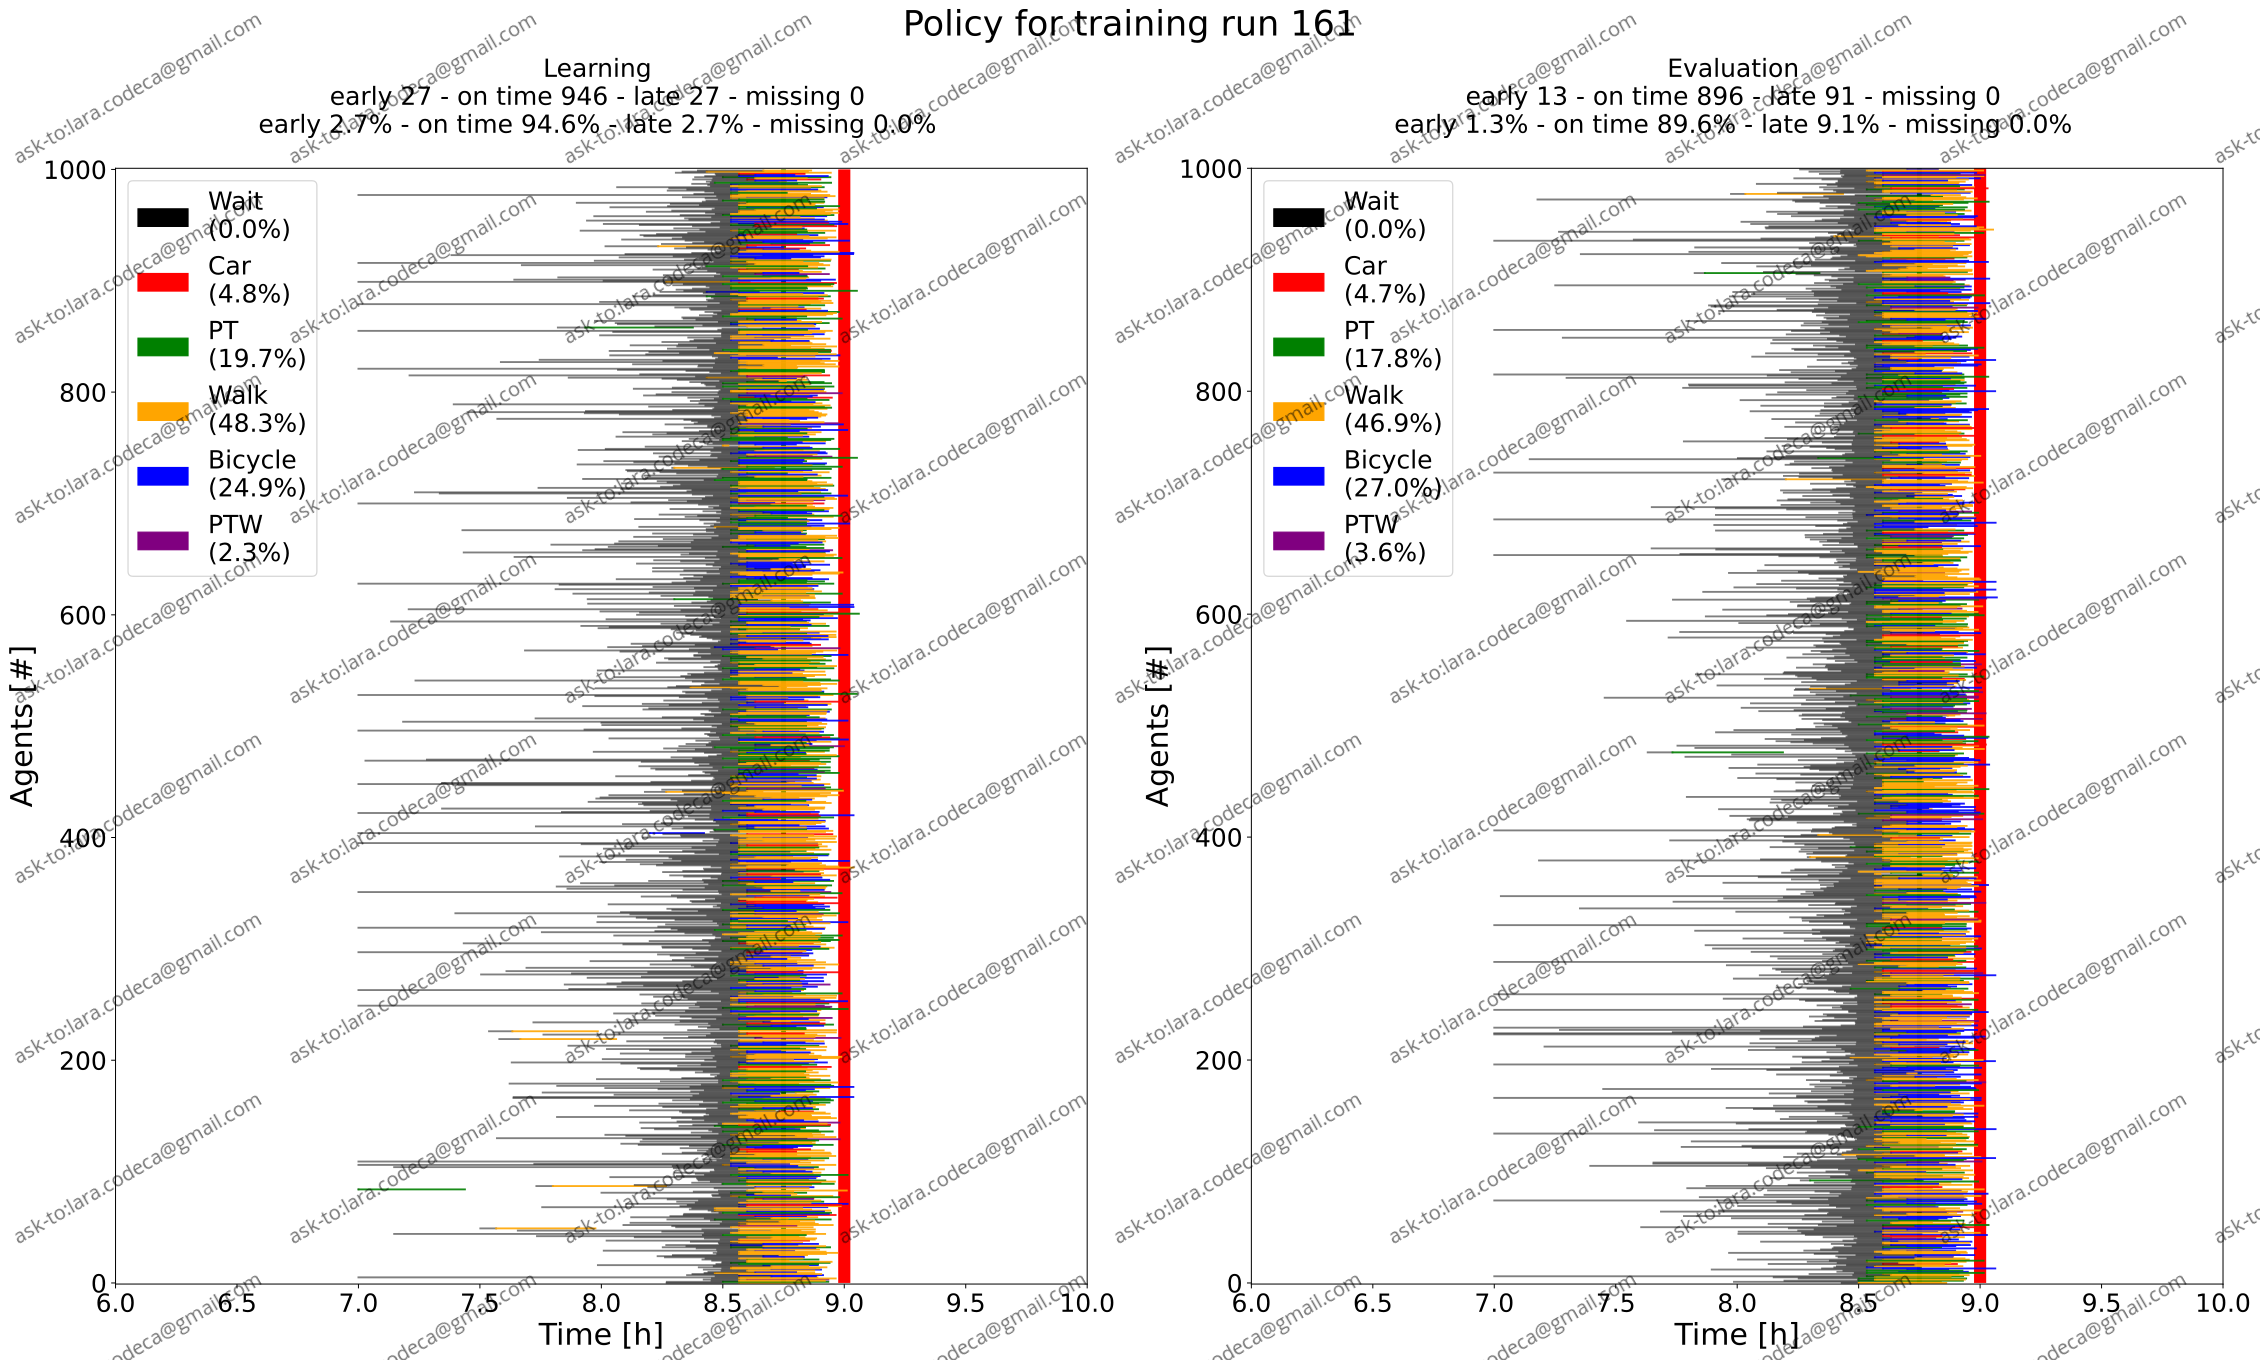 Policy for training run 161
Learning
early 27 - on time 946 - late 27 - missing 0
early 2.7% - on time 94.6% - late 2.7% - missing 0.0%
1000
800
600
400
200
0
Agents [#]
Wait
(0.0%)
Car
(4.8%)
PT
(19.7%)
Walk
(48.3%)
Bicycle
(24.9%)
PTW
(2.3%)
6.0 6.5 7.0 7.5 8.0 8.5 9.0 9.5 10.0
Time [h]
Evaluation
early 13 - on time 896 - late 91 - missing 0
early 1.3% - on time 89.6% - late 9.1% - missing 0.0%
1000
800
600
400
200
0
Agents [#]
Wait
(0.0%)
Car
(4.7%)
PT
(17.8%)
Walk
(46.9%)
Bicycle
(27.0%)
PTW
(3.6%)
6.0 6.5 7.0 7.5 8.0 8.5 9.0 9.5 10.0
Time [h]
ask-to:lara.codeca@gmail.com